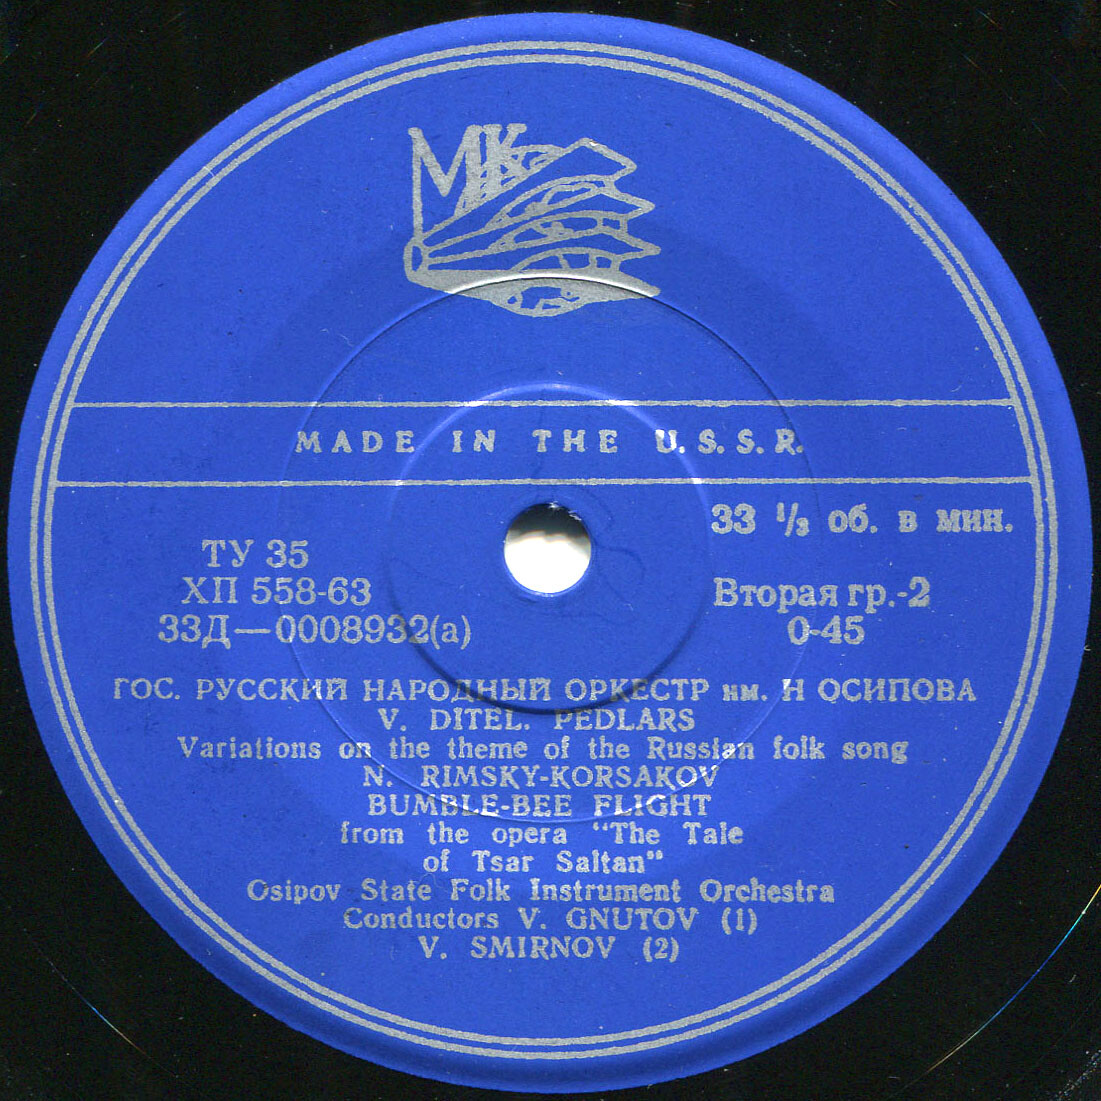 МК
MADE IN THE U.S.S.R.
33 1/3 об. в мин.
ТУ 35
ХП 558-63
33Д—0008932(а)
Вторая гр.-2
0-45
ГОС. РУССКИЙ НАРОДНЫЙ ОРКЕСТР им. Н ОСИПОВА
V. DITEL. PEDLARS
Variations on the theme of the Russian folk song
N. RIMSKY-KORSAKOV
BUMBLE-BEE FLIGHT
from the opera "The Tale
of Tsar Saltan"
Osipov State Folk Instrument Orchestra
Conductors V. GNUTOV (1)
V. SMIRNOV (2)